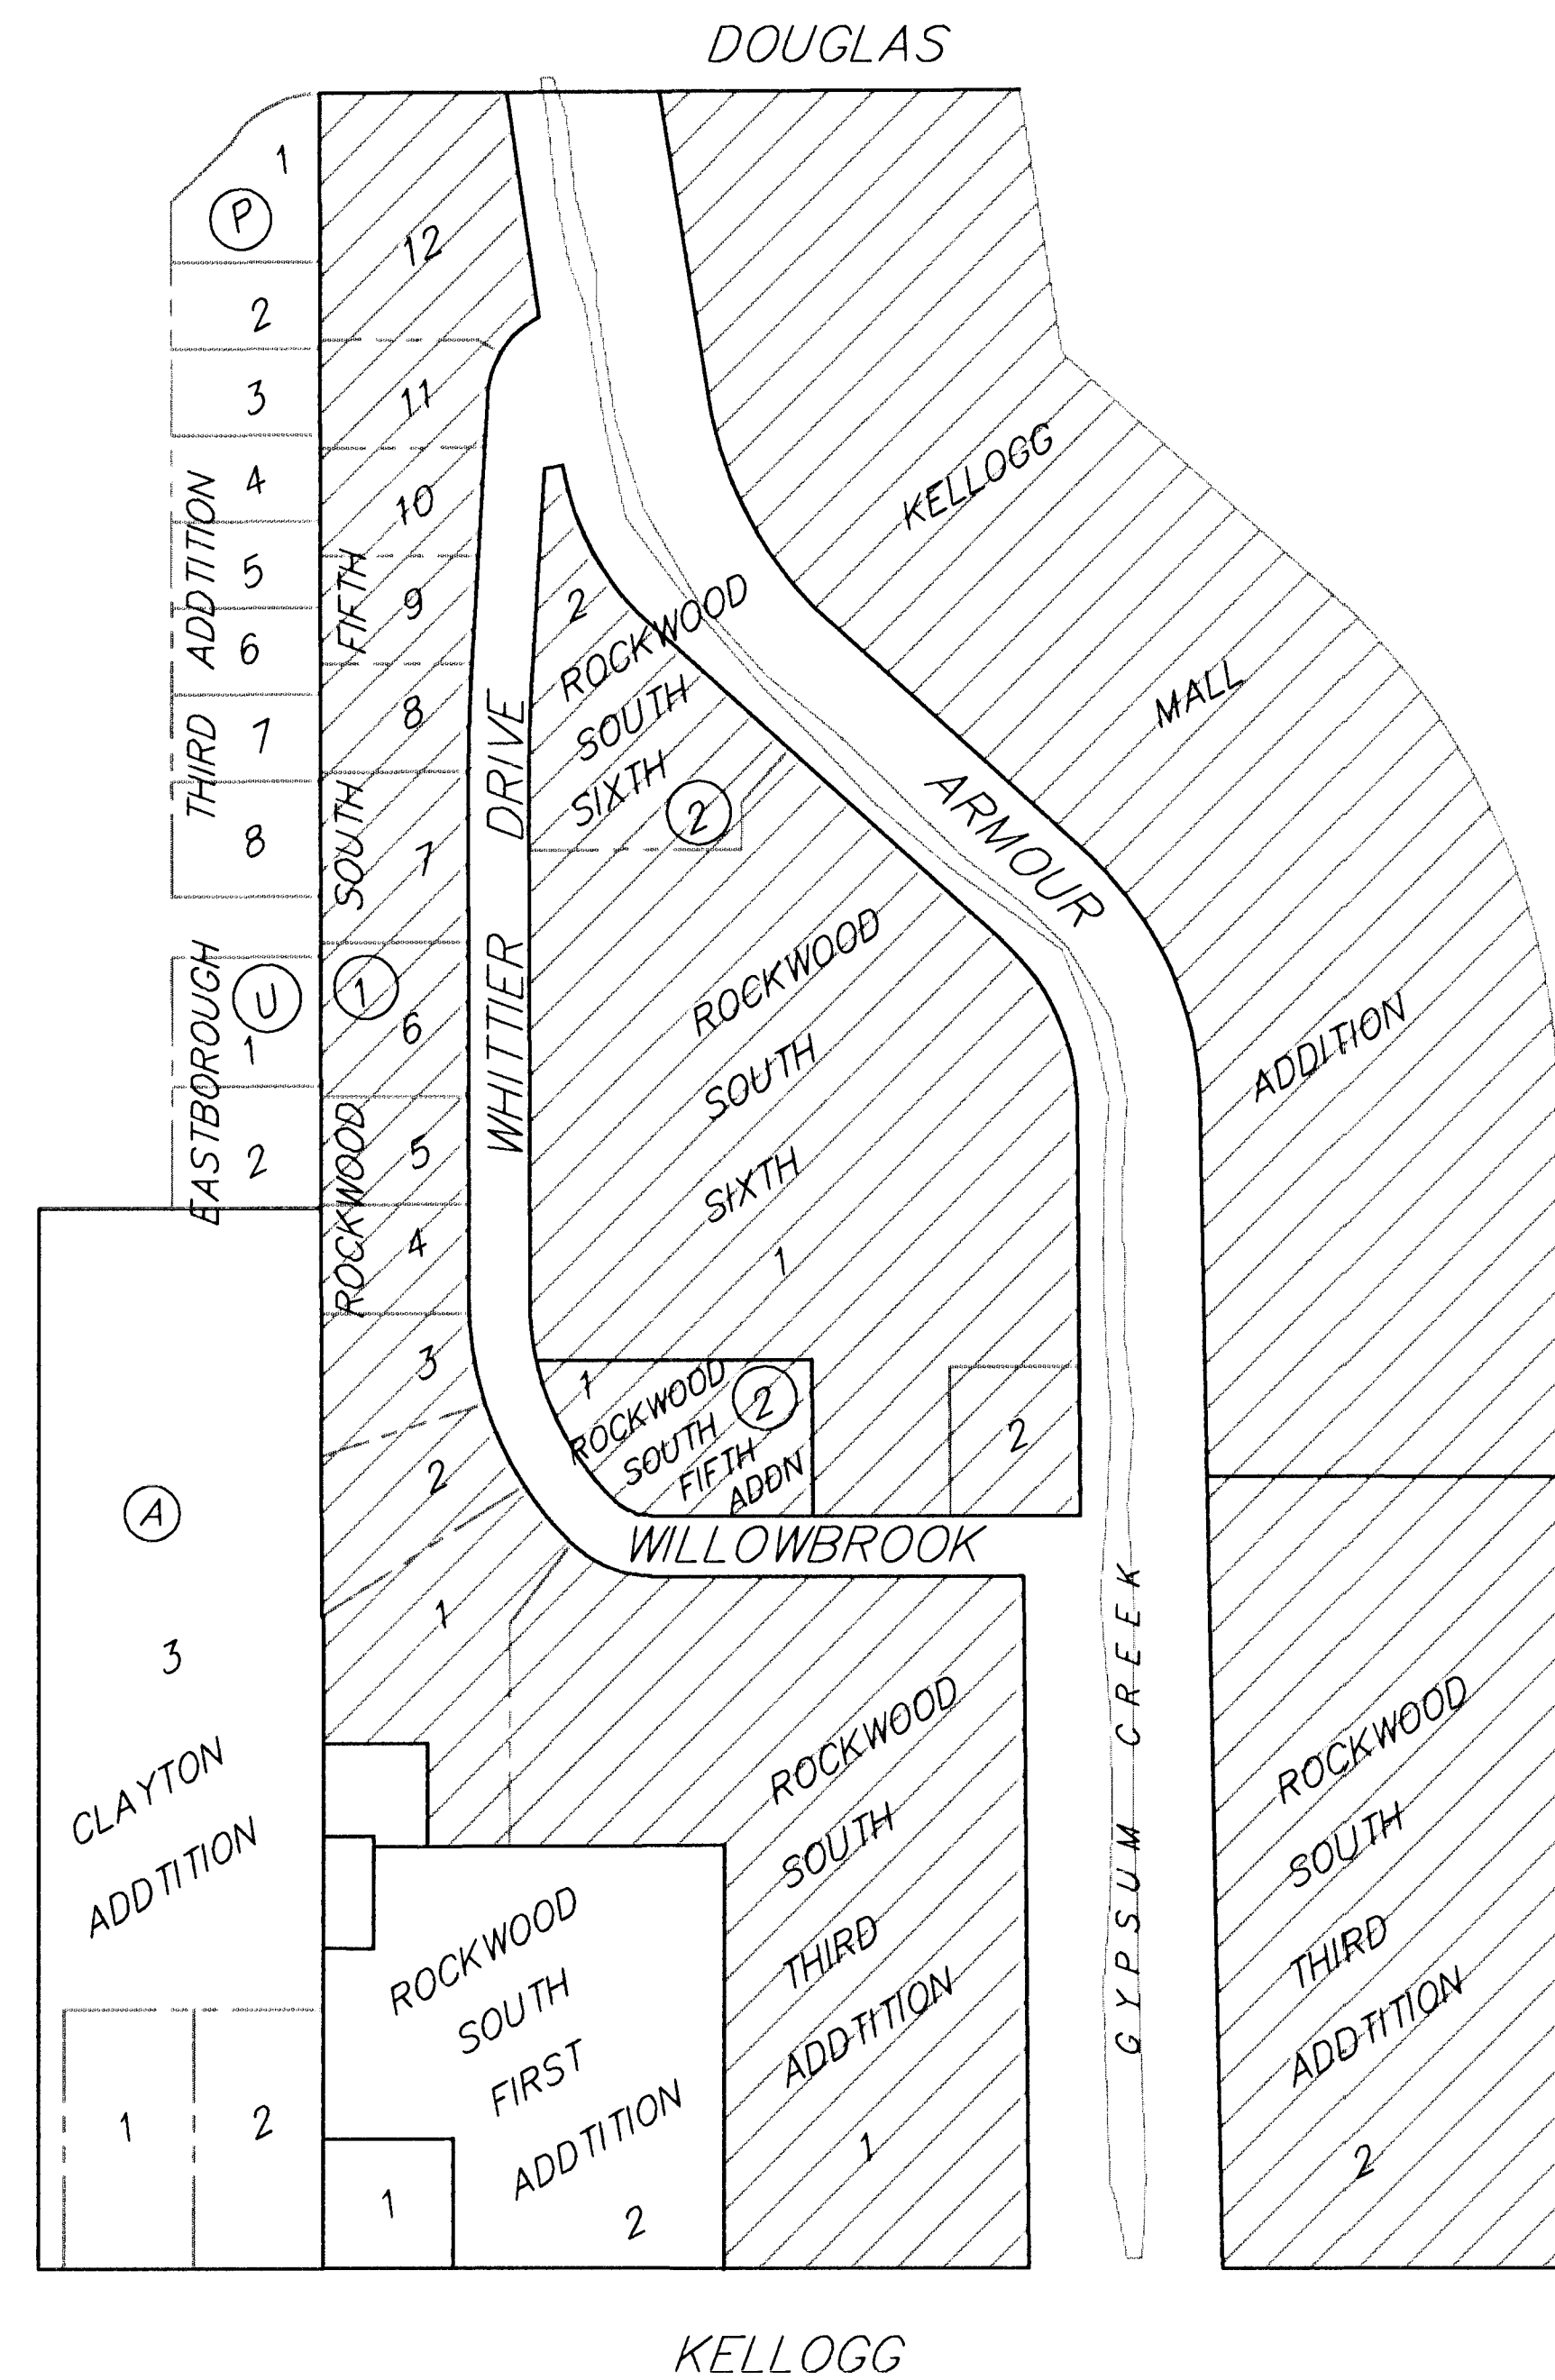 DOUGLAS
1
P
2
3
4
5
6
7
8
EASTBOROUGH THIRD ADDTITION
U
1
2
12
11
10
9
8
7
1
6
5
4
3
2
1
ROCKWOOD SOUTH FIFTH
WHITTIER DRIVE
2
ROCKWOOD
SOUTH
SIXTH
2
KELLOGG
MALL
ADDITION
ARMOUR
ROCKWOOD
SOUTH
SIXTH
1
1
ROCKWOOD
SOUTH
2
FIFTH
ADDN
2
WILLOWBROOK
GYPSUM CREEK
A
3
CLAYTON
ADDTITION
1
2
ROCKWOOD
SOUTH
FIRST
ADDTITION
1
2
ROCKWOOD
SOUTH
THIRD
ADDTITION
1
ROCKWOOD
SOUTH
THIRD
ADDTITION
2
KELLOGG